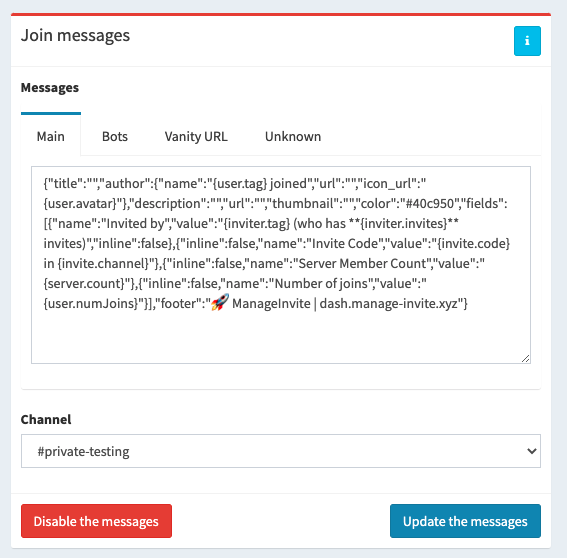 Join messages
i
Messages
Main
Bots
Vanity URL
Unknown
{"title":"","author":{"name":"{user.tag} joined","url":"","icon_url":"
{user.avatar}"},"description":"","url":"","thumbnail":"","color":"#40c950","fields":
[{"name":"Invited by","value":"{inviter.tag} (who has **{inviter.invites}**
invites)","inline":false},{"inline":false,"name":"Invite Code","value":"{invite.code}
in {invite.channel}"},{"inline":false,"name":"Server Member Count","value":"
{server.count}"},{"inline":false,"name":"Number of joins","value":"
{user.numJoins}"}],"footer":"🚀 ManageInvite | dash.manage-invite.xyz"}
Channel
#private-testing
Disable the messages
Update the messages